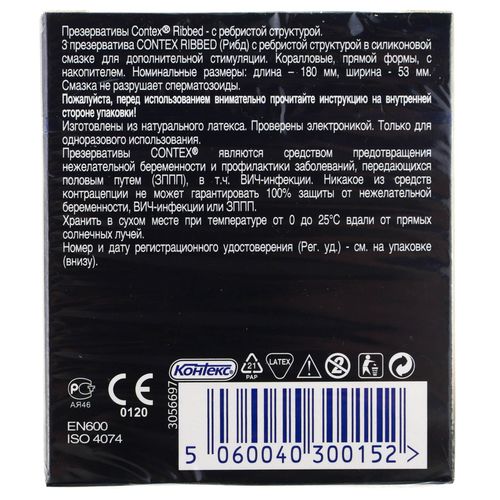 Презервативы Contex® Ribbed - с ребристой структурой.
3 презерватива CONTEX RIBBED (Рибд) с ребристой структурой в силиконовой
смазке для дополнительной стимуляции. Коралловые, прямой формы, с
накопителем. Номинальные размеры: длина – 180 мм, ширина - 53 мм.
Смазка не разрушает сперматозоиды.
Пожалуйста, перед использованием внимательно прочитайте инструкцию на внутренней
стороне упаковки!
Изготовлены из натурального латекса. Проверены электроникой. Только для
одноразового использования.
Презервативы CONTEX® являются средством предотвращения
нежелательной беременности и профилактики заболеваний, передающихся
половым путем (ЗППП), в т.ч. ВИЧ-инфекции. Никакое из средств
контрацепции не может гарантировать 100% защиты от нежелательной
беременности, ВИЧ-инфекции или ЗППП.
Хранить в сухом месте при температуре от 0 до 25°C вдали от прямых
солнечных лучей.
Номер и дату регистрационного удостоверения (Рег. уд.) - см. на упаковке
(внизу).
Контекс®
21
PAP
LATEX
АЯ46
CE
0120
3056697
EN600
ISO 4074
5 060040 300152 >